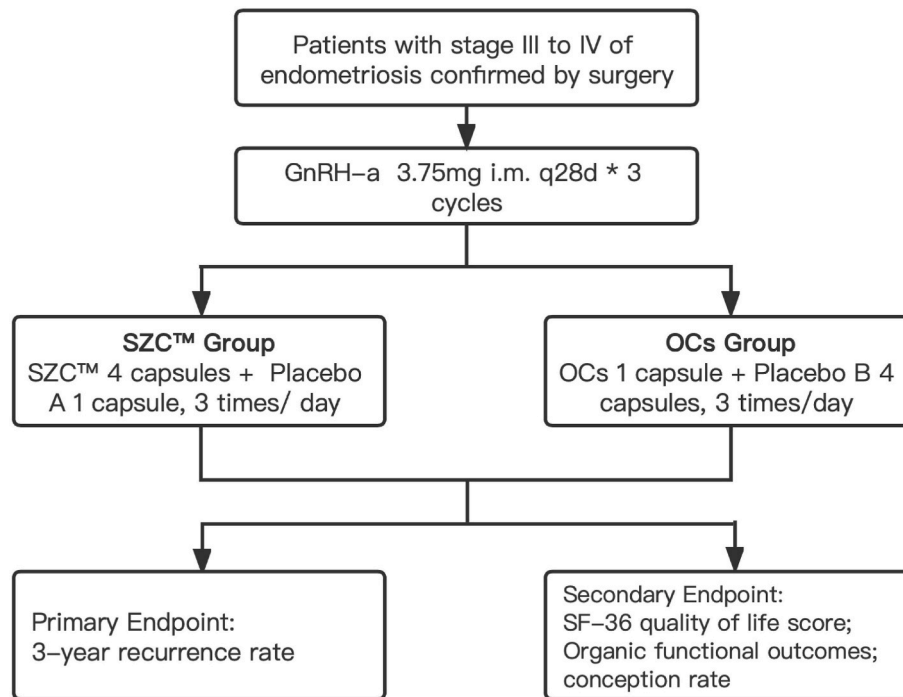 Patients with stage III to IV of
endometriosis confirmed by surgery
GnRH–a 3.75mg i.m. q28d * 3
cycles
SZC™ Group
SZC™ 4 capsules + Placebo
A 1 capsule, 3 times/ day
OCs Group
OCs 1 capsule + Placebo B 4
capsules, 3 times/day
Primary Endpoint:
3–year recurrence rate
Secondary Endpoint:
SF–36 quality of life score;
Organic functional outcomes;
conception rate